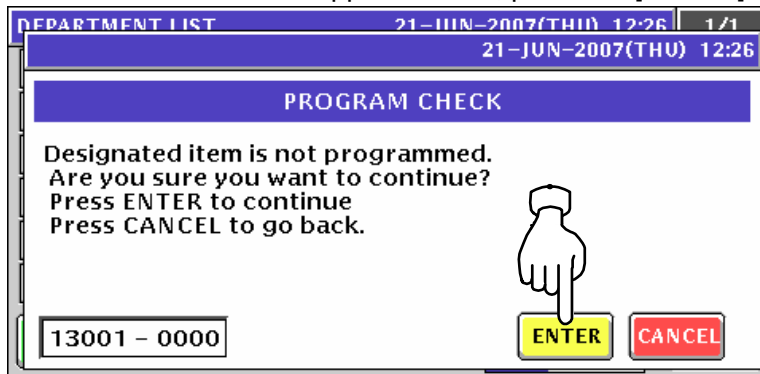 DEPARTMENT LIST 21-JUN-2007(THU) 12:26 1/1
21-JUN-2007(THU) 12:26
PROGRAM CHECK
Designated item is not programmed.
Are you sure you want to continue?
Press ENTER to continue
Press CANCEL to go back.
13001 - 0000 ENTER CANCEL